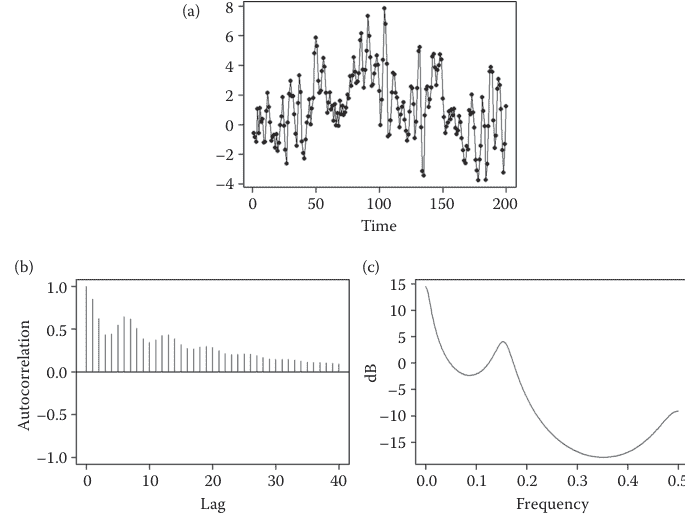 (a)
8
6
4
2
0
−2
−4
0 50 100 150 200
Time
(b)
1.0
0.5
0.0
−0.5
−1.0
Autocorrelation
0 10 20 30 40
Lag
(c)
15
10
5
0
−5
−10
−15
dB
0.0 0.1 0.2 0.3 0.4 0.5
Frequency